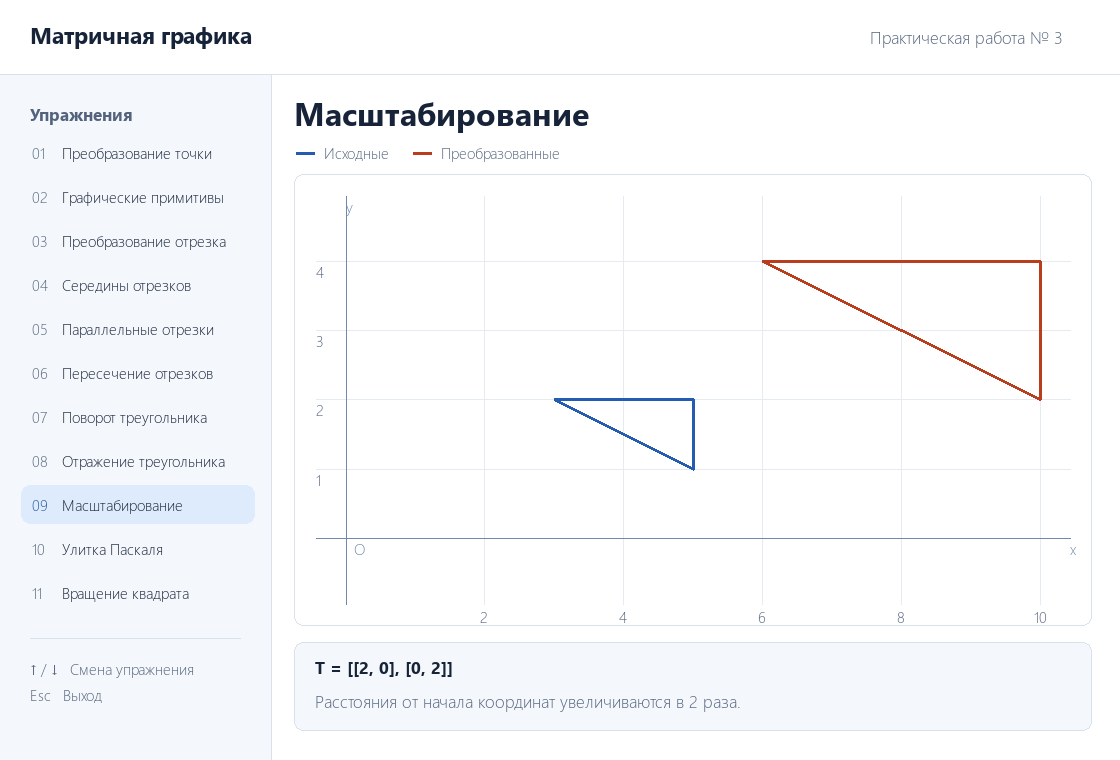 Матричная графика
Практическая работа № 3
Упражнения
01 Преобразование точки
02 Графические примитивы
03 Преобразование отрезка
04 Середины отрезков
05 Параллельные отрезки
06 Пересечение отрезков
07 Поворот треугольника
08 Отражение треугольника
09 Масштабирование
10 Улитка Паскаля
11 Вращение квадрата
↑ / ↓ Смена упражнения
Esc Выход
Масштабирование
Исходные Преобразованные
y
4
3
2
1
O x
2 4 6 8 10
T = [[2, 0], [0, 2]]
Расстояния от начала координат увеличиваются в 2 раза.